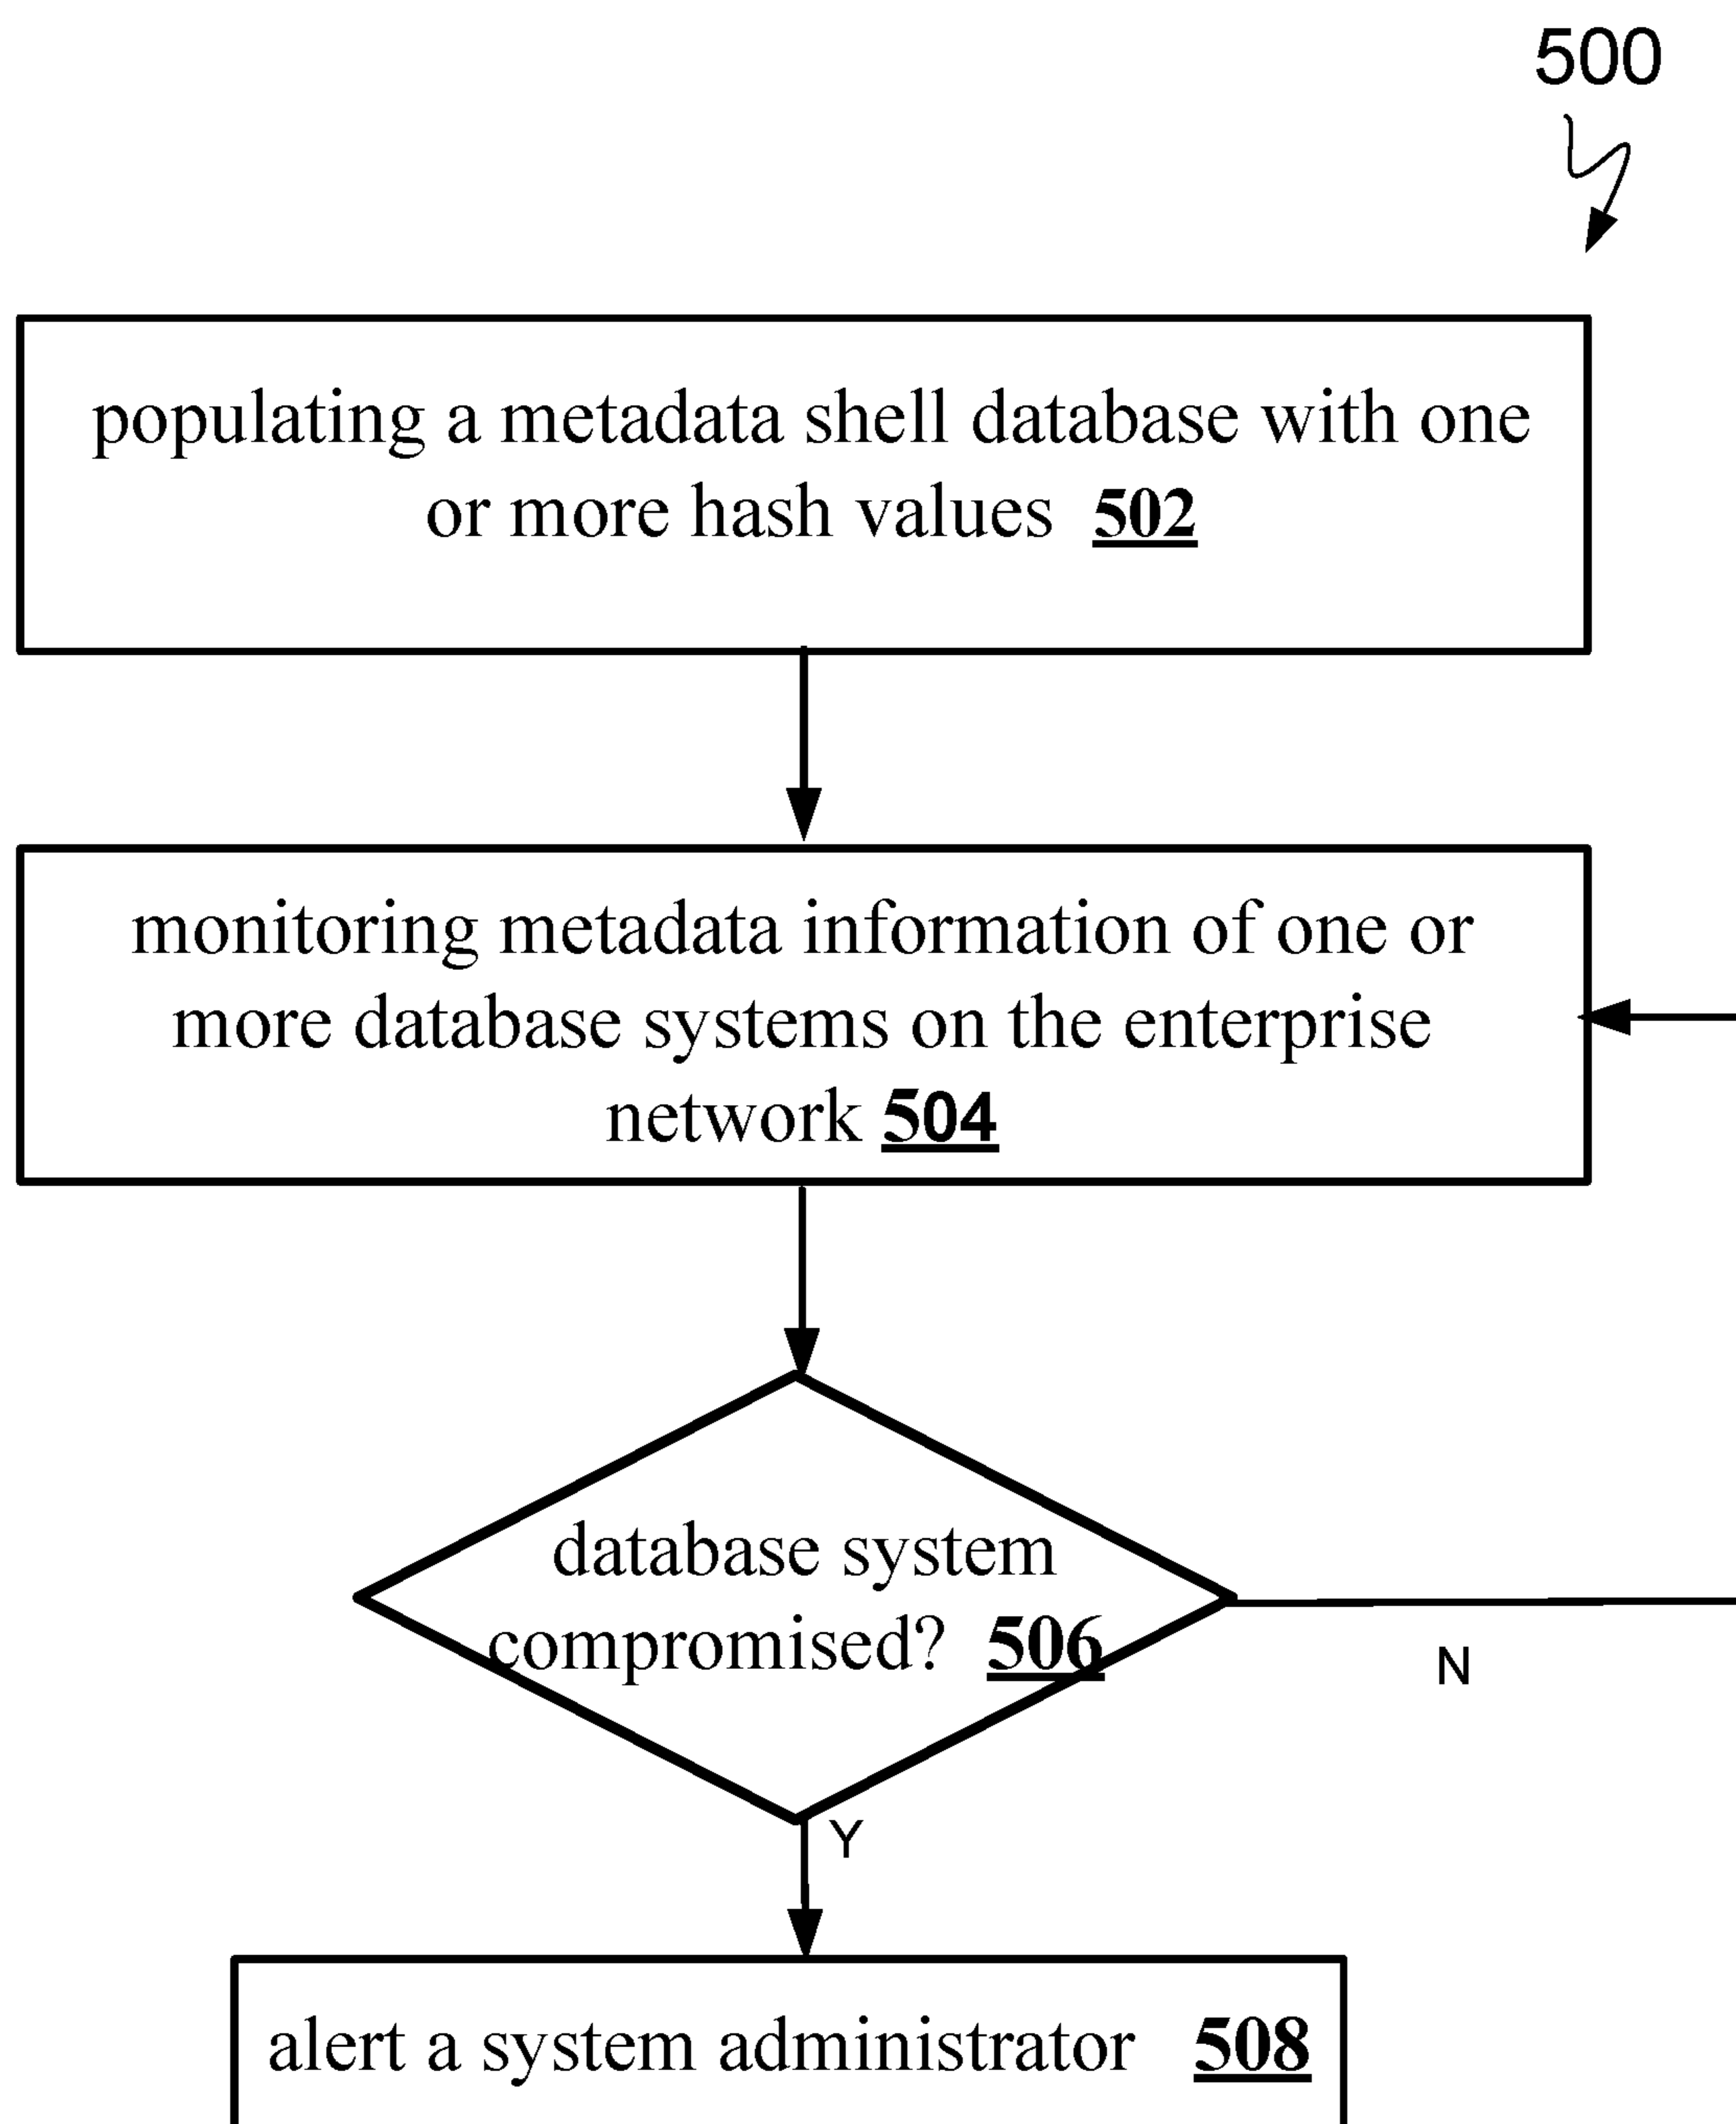 500
populating a metadata shell database with one
or more hash values 502
monitoring metadata information of one or
more database systems on the enterprise
network 504
database system
compromised? 506
N
Y
alert a system administrator 508